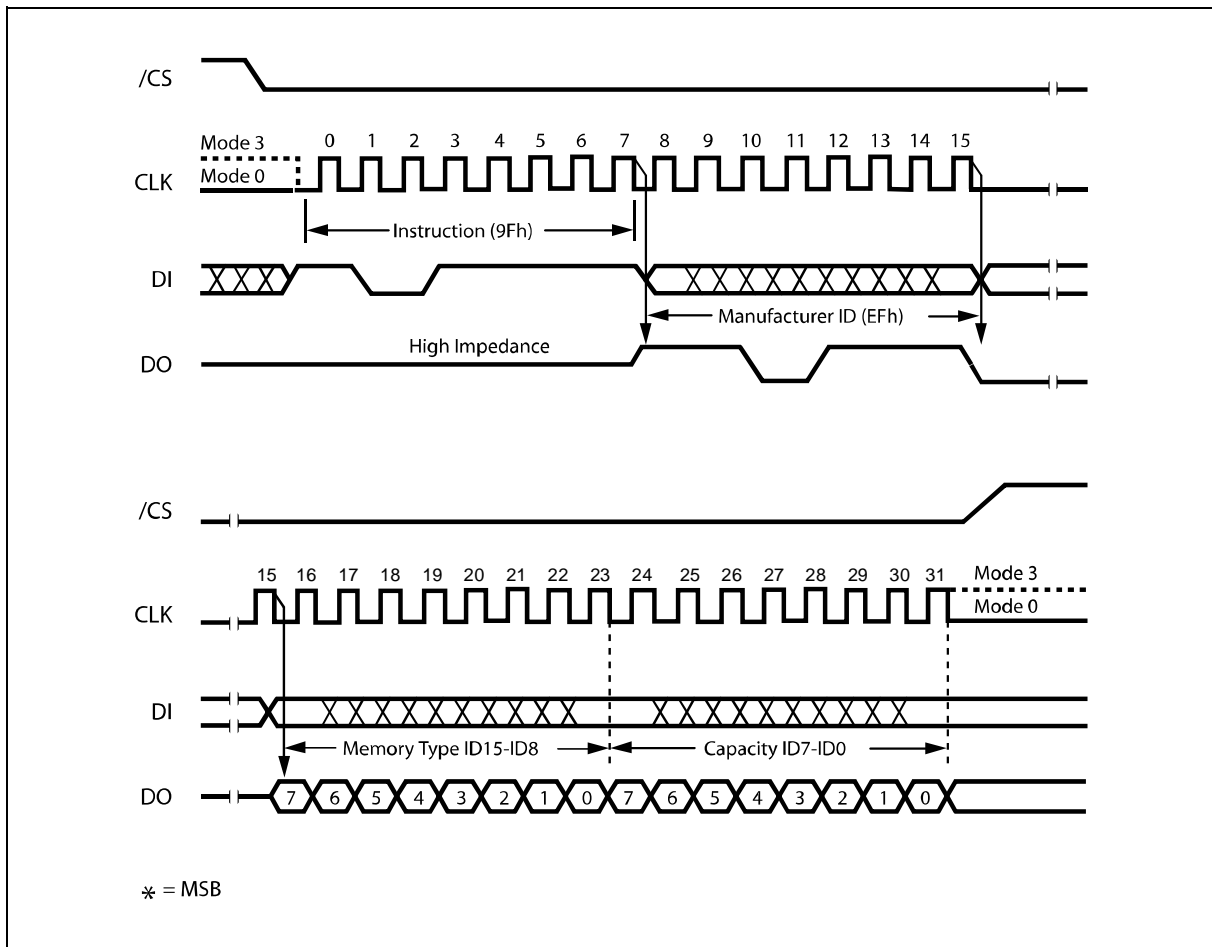 /CS
Mode 3
0 1 2 3 4 5 6 7 8 9 10 11 12 13 14 15
CLK
Mode 0
Instruction (9Fh)
DI
Manufacturer ID (EFh)
High Impedance
DO
/CS
15 16 17 18 19 20 21 22 23 24 25 26 27 28 29 30 31
Mode 3
CLK
Mode 0
DI
Memory Type ID15-ID8
Capacity ID7-ID0
DO
7 6 5 4 3 2 1 0 7 6 5 4 3 2 1 0
* = MSB